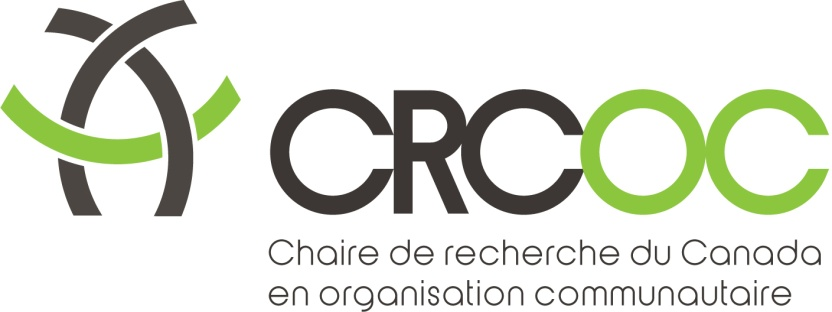 CRCOC
Chaire de recherche du Canada
en organisation communautaire